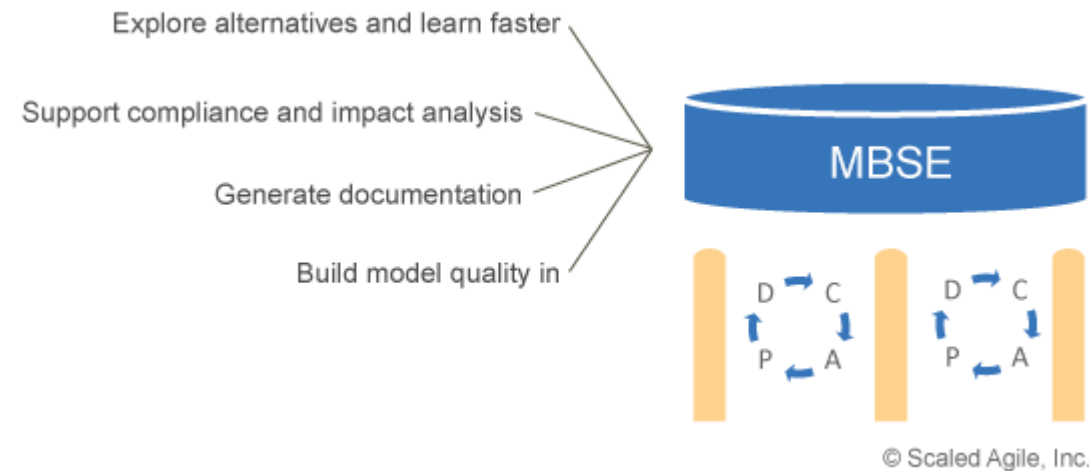 Explore alternatives and learn faster
Support compliance and impact analysis
MBSE
Generate documentation
Build model quality in
D C
P A
D C
P A
© Scaled Agile, Inc.